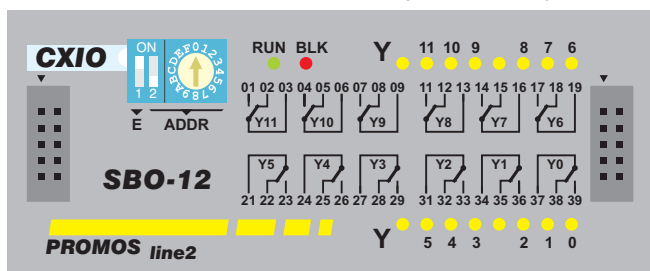 CXIO
ON
1 2
0123456789ABCDEF
E ADDR
RUN BLK
Y 11 10 9 8 7 6
01 02 03 04 05 06 07 08 09 11 12 13 14 15 16 17 18 19
Y11 Y10 Y9 Y8 Y7 Y6
SBO-12
Y5 Y4 Y3 Y2 Y1 Y0
21 22 23 24 25 26 27 28 29 31 32 33 34 35 36 37 38 39
Y 5 4 3 2 1 0
PROMOS line2